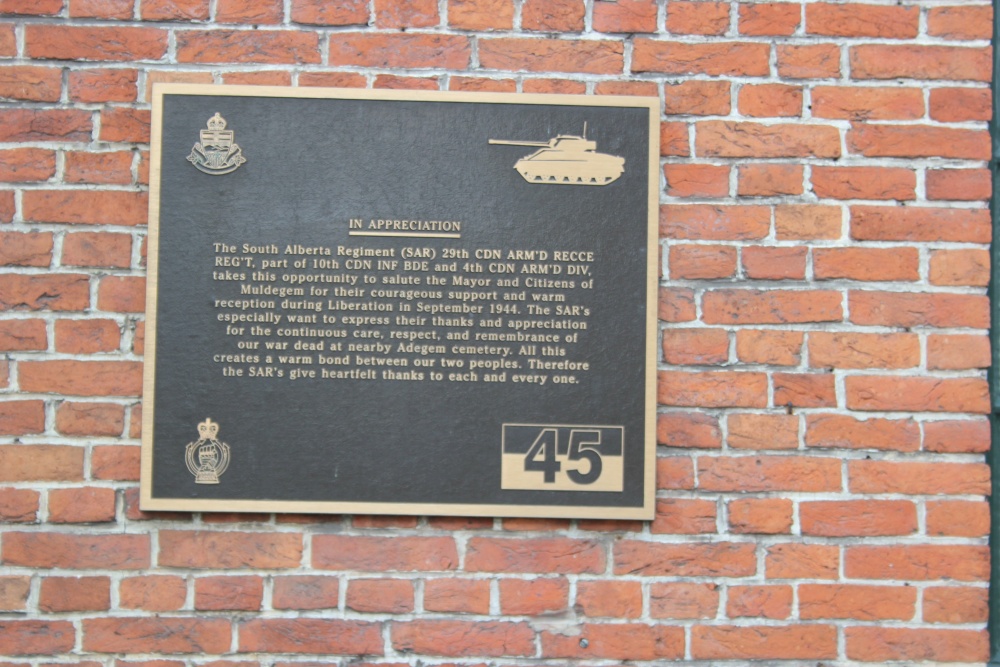 IN APPRECIATION
The South Alberta Regiment (SAR) 29th CDN ARM'D RECCE
REG'T, part of 10th CDN INF BDE and 4th CDN ARM'D DIV,
takes this opportunity to salute the Mayor and Citizens of
Muldegem for their courageous support and warm
reception during Liberation in September 1944. The SAR's
especially want to express their thanks and appreciation
for the continuous care, respect, and remembrance of
our war dead at nearby Adegem cemetery. All this
creates a warm bond between our two peoples. Therefore
the SAR's give heartfelt thanks to each and every one.
45